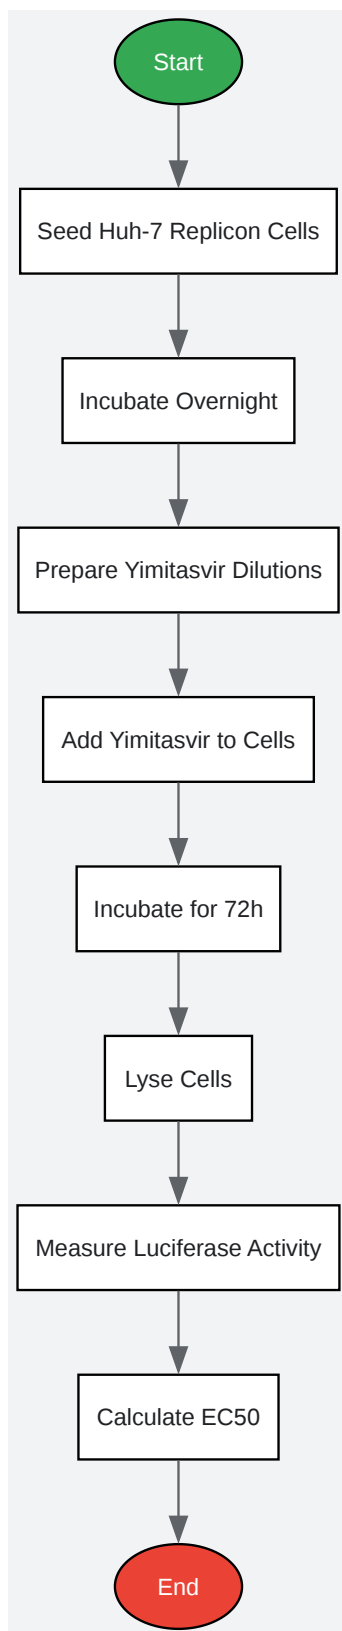 Start
Seed Huh-7 Replicon Cells
Incubate Overnight
Prepare Yimitasvir Dilutions
Add Yimitasvir to Cells
Incubate for 72h
Lyse Cells
Measure Luciferase Activity
Calculate EC50
End